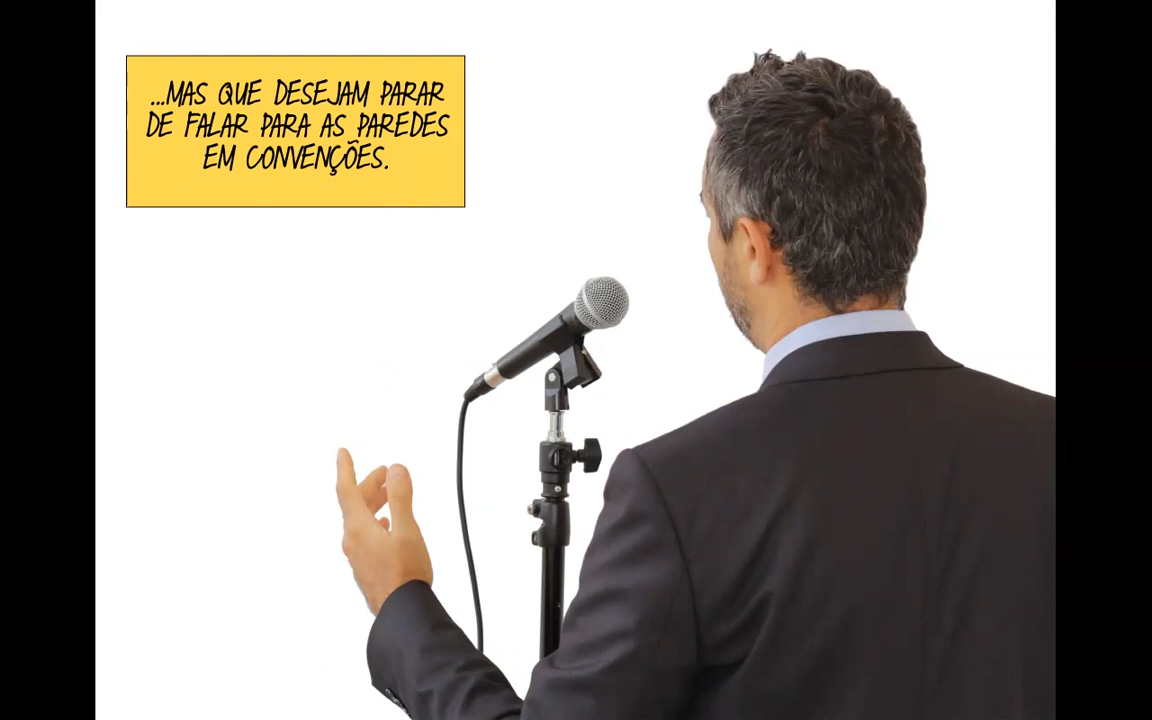 ...MAS QUE DESEJAM PARAR
DE FALAR PARA AS PAREDES
EM CONVENÇÕES.